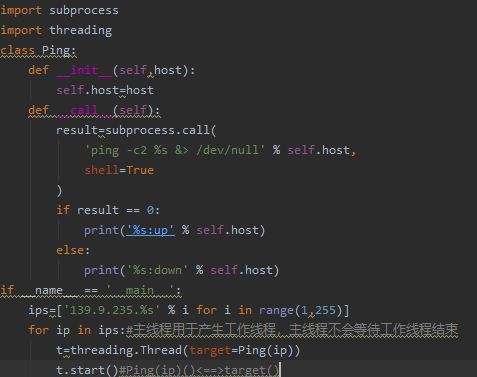 import subprocess
import threading
class Ping:
    def __init__(self,host):
        self.host=host
    def __call__(self):
        result=subprocess.call(
            'ping -c2 %s &> /dev/null' % self.host,
            shell=True
        )
        if result == 0:
            print('%s:up' % self.host)
        else:
            print('%s:down' % self.host)
if __name__ == '__main__':
    ips=['139.9.235.%s' % i for i in range(1,255)]
    for ip in ips:#主线程用于产生工作线程，主线程不会等待工作线程结束
        t=threading.Thread(target=Ping(ip))
        t.start()#Ping(ip)()<==>target()